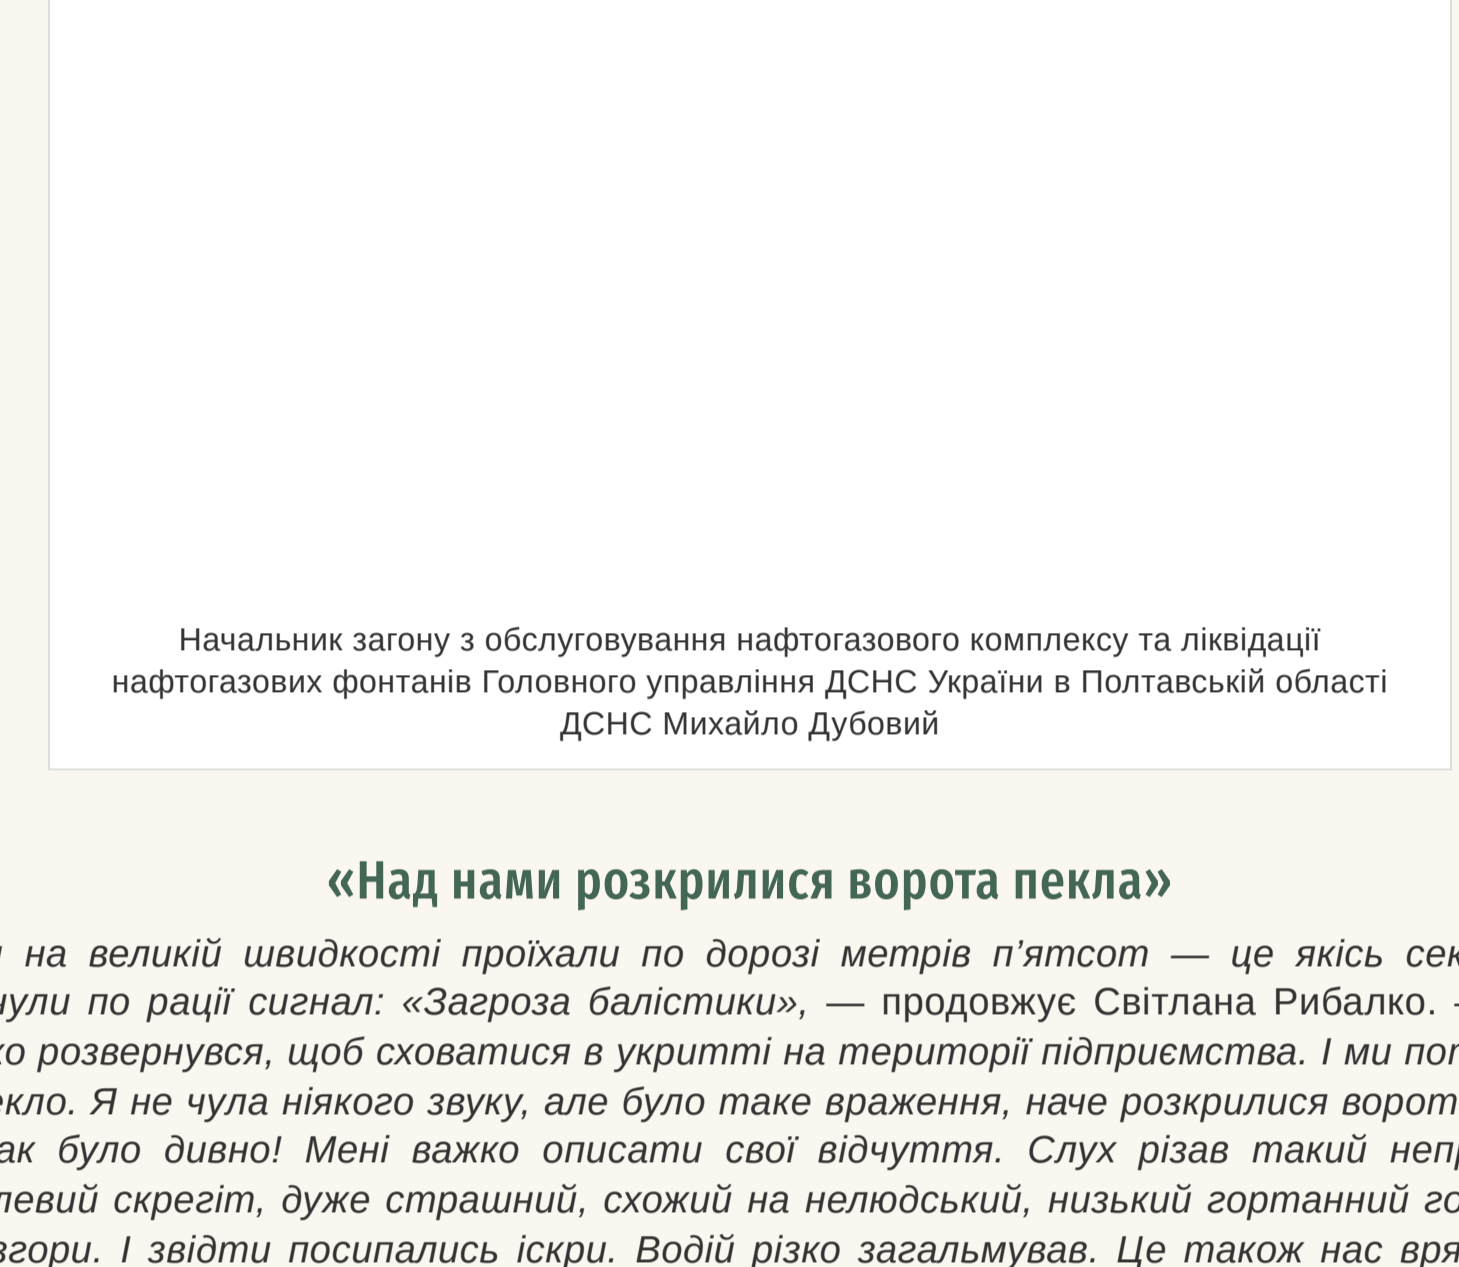 Начальник загону з обслуговування нафтогазового комплексу та ліквідації
нафтогазових фонтанів Головного управління ДСНС України в Полтавській області
ДСНС Михайло Дубовий
«Над нами розкрилися ворота пекла»
на великій швидкості проїхали по дорозі метрів п’ятсот — це якісь
по рації сигнал: «Загроза балістики», — продовжує Світлана Рибалко.
розвернувся, щоб сховатися в укритті на території підприємства. І ми
Я не чула ніякого звуку, але було таке враження, наче розкрилися
було дивно! Мені важко описати свої відчуття. Слух різав такий
скрегіт, дуже страшний, схожий на нелюдський, низький гортанний
І звідти посипались іскри. Водій різко загальмував. Це також нас